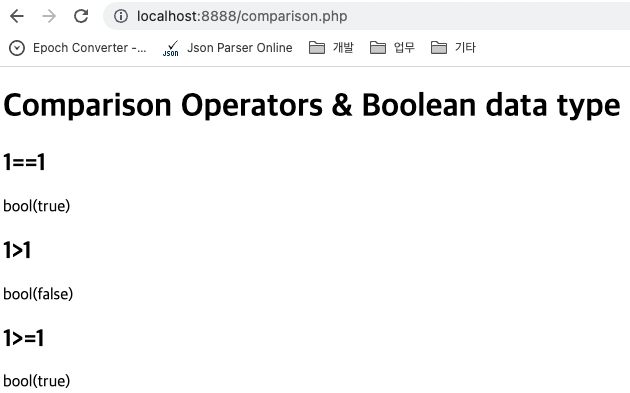 localhost:8888/comparison.php
Epoch Converter -... JSON Json Parser Online 개발 업무 기타
Comparison Operators & Boolean data type
1==1
bool(true)
1>1
bool(false)
1>=1
bool(true)